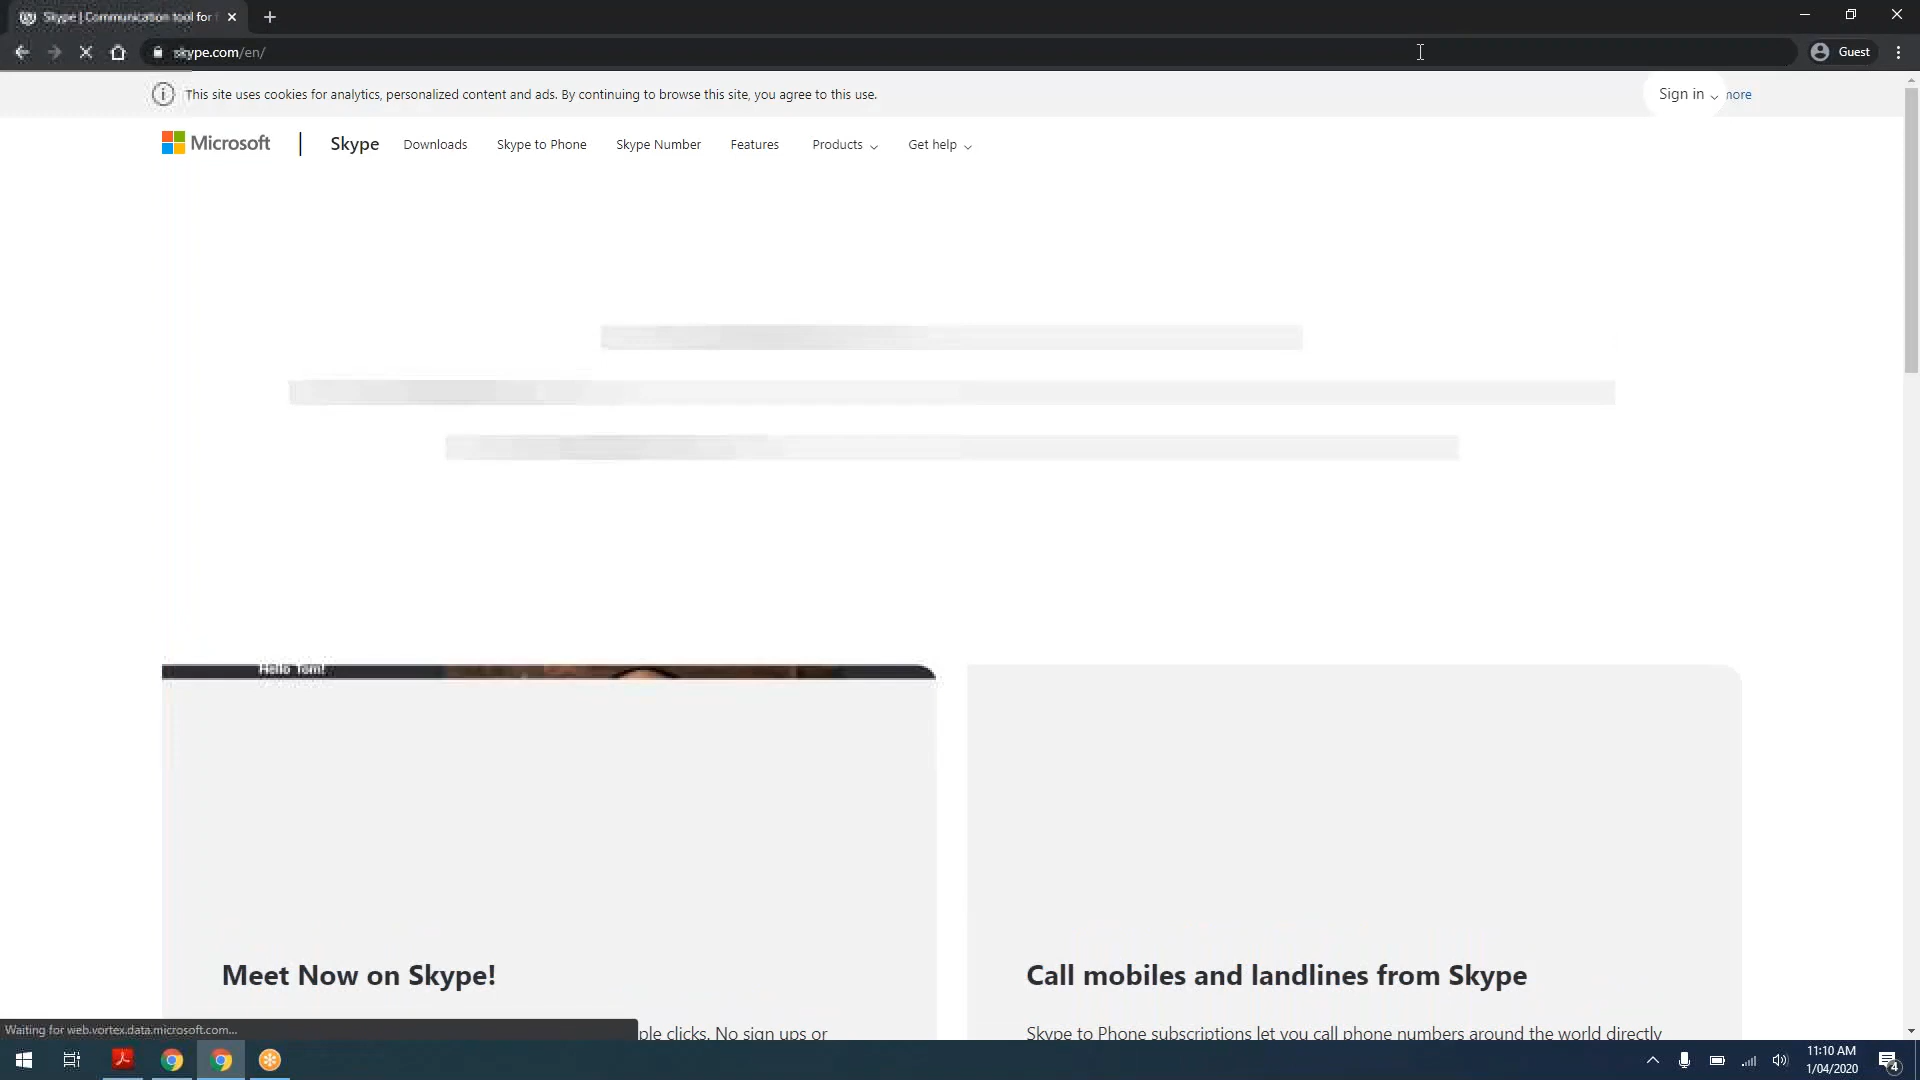 Skype | Communication tool for f
skype.com/en/
Guest
This site uses cookies for analytics, personalized content and ads. By continuing to browse this site, you agree to this use.
Sign in
more
Microsoft
Skype
Downloads
Skype to Phone
Skype Number
Features
Products
Get help
Hello Tom!
Meet Now on Skype!
ple clicks. No sign ups or
Call mobiles and landlines from Skype
Skype to Phone subscriptions let you call phone numbers around the world directly
Waiting for web.vortex.data.microsoft.com...
11:10 AM
1/04/2020
4